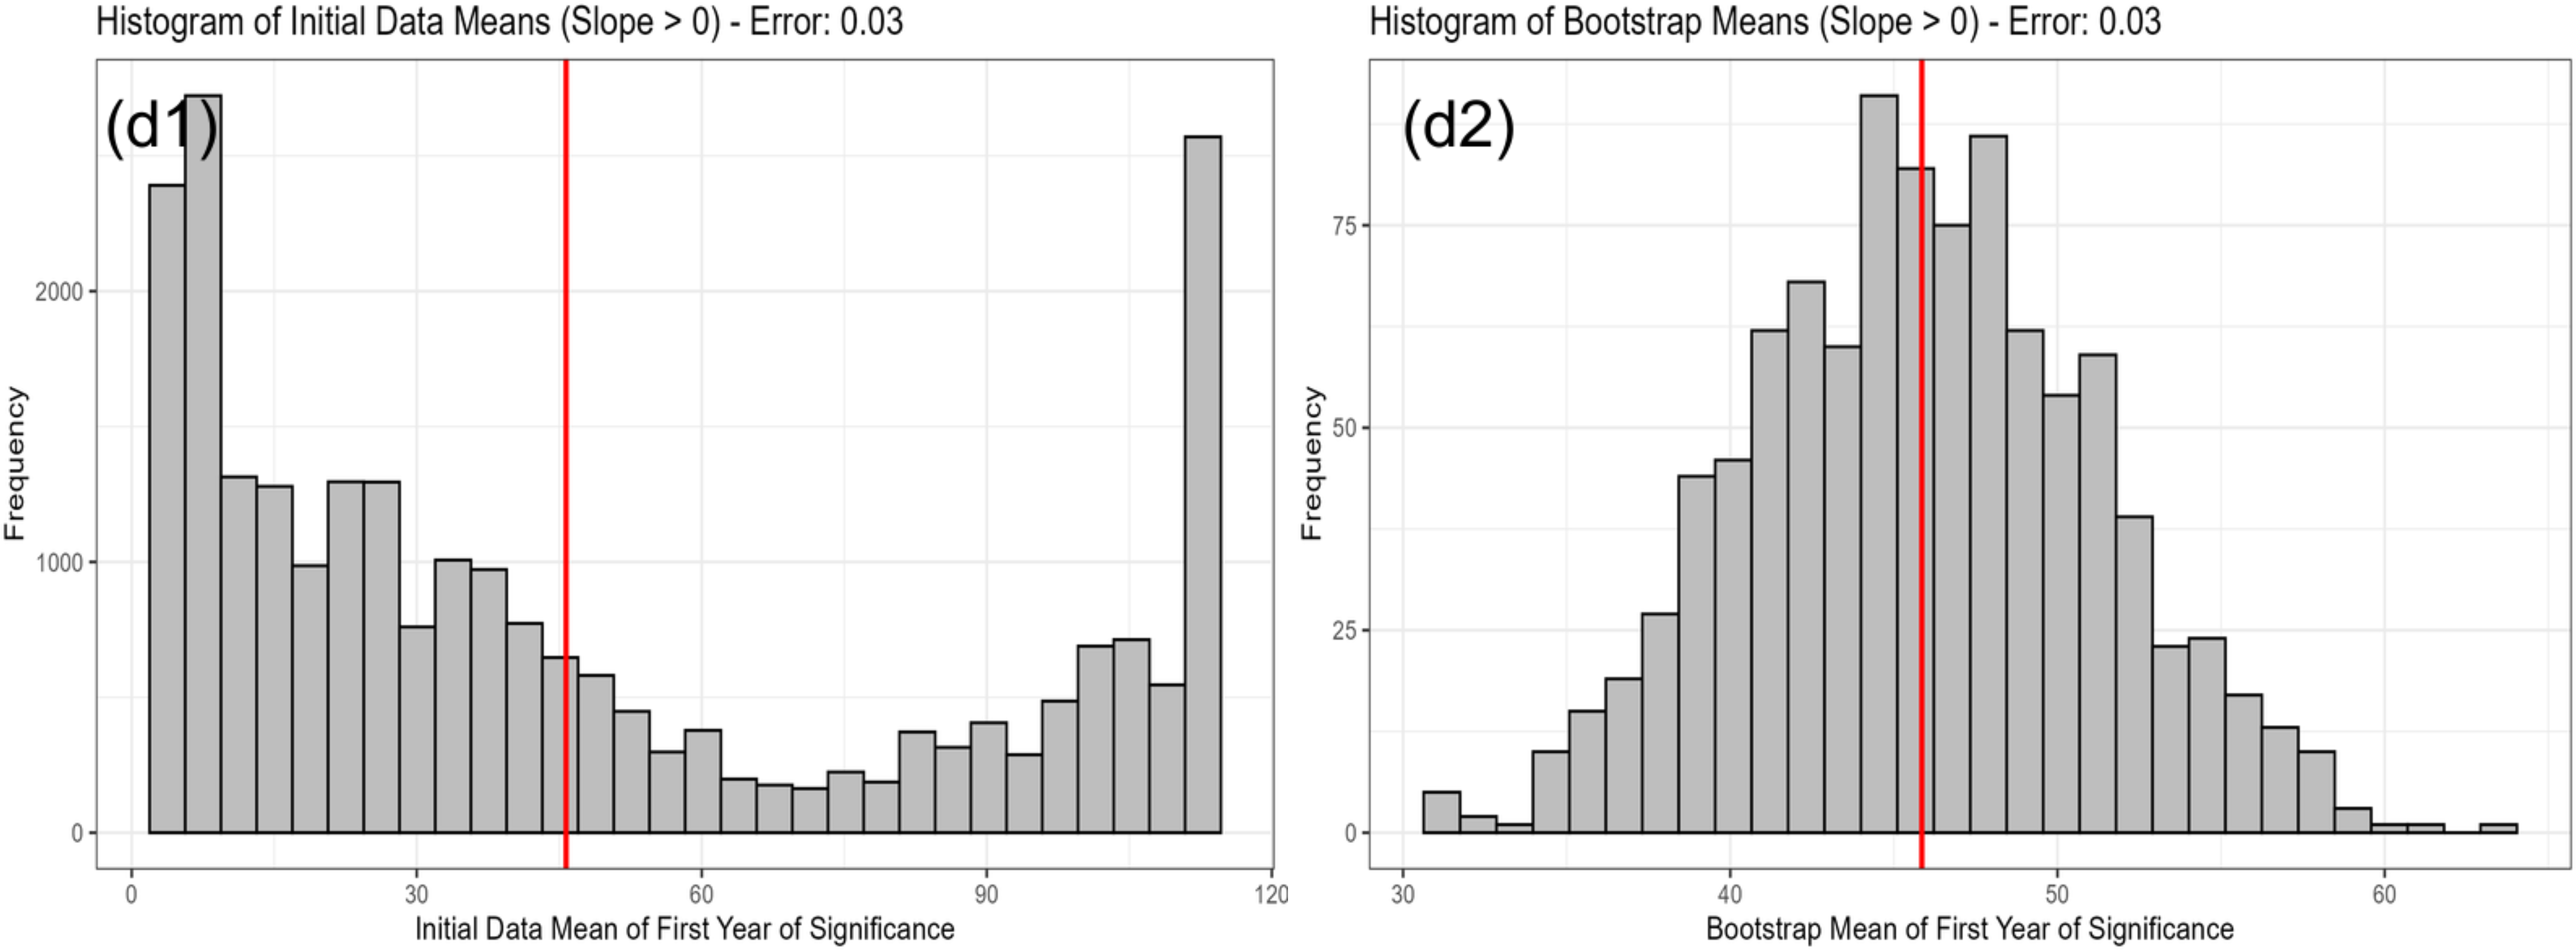 Histogram of Initial Data Means (Slope > 0) - Error: 0.03
(d1)
Frequency
2000
1000
0
0 30 60 90 120
Initial Data Mean of First Year of Significance
Histogram of Bootstrap Means (Slope > 0) - Error: 0.03
(d2)
Frequency
75
50
25
0
30 40 50 60
Bootstrap Mean of First Year of Significance